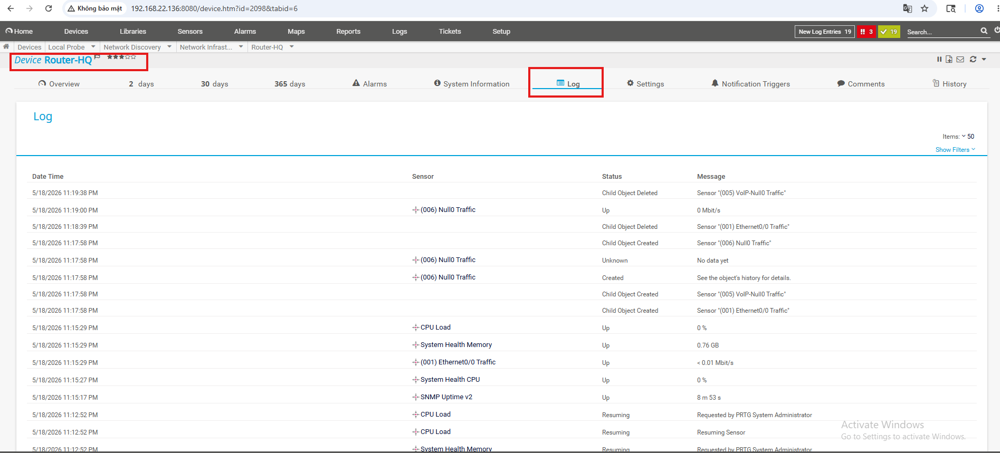 Không bảo mật 192.168.22.136:8080/device.htm?id=2098&tabid=6
Home Devices Libraries Sensors Alarms Maps Reports Logs Tickets Setup New Log Entries 19 3 19 Search...
Devices Local Probe Network Discovery Network Infrast... Router-HQ
Device Router-HQ
Overview 2 days 30 days 365 days Alarms System Information Log Settings Notification Triggers Comments History
Log
Items: 50
Show Filters
Date Time Sensor Status Message
5/18/2026 11:19:38 PM Child Object Deleted Sensor "(005) VoIP-Null0 Traffic"
5/18/2026 11:19:00 PM (006) Null0 Traffic Up 0 Mbit/s
5/18/2026 11:18:39 PM Child Object Deleted Sensor "(001) Ethernet0/0 Traffic"
5/18/2026 11:17:58 PM Child Object Created Sensor "(006) Null0 Traffic"
5/18/2026 11:17:58 PM (006) Null0 Traffic Unknown No data yet
5/18/2026 11:17:58 PM (006) Null0 Traffic Created See the object's history for details.
5/18/2026 11:17:58 PM Child Object Created Sensor "(005) VoIP-Null0 Traffic"
5/18/2026 11:17:58 PM Child Object Created Sensor "(001) Ethernet0/0 Traffic"
5/18/2026 11:15:29 PM CPU Load Up 0 %
5/18/2026 11:15:29 PM System Health Memory Up 0.76 GB
5/18/2026 11:15:29 PM (001) Ethernet0/0 Traffic Up < 0.01 Mbit/s
5/18/2026 11:15:27 PM System Health CPU Up 0 %
5/18/2026 11:15:17 PM SNMP Uptime v2 Up 8 m 53 s
5/18/2026 11:12:52 PM CPU Load Resuming Requested by PRTG System Administrator
5/18/2026 11:12:52 PM CPU Load Resuming Resuming Sensor
5/18/2026 11:12:52 PM System Health Memory Resuming Requested by PRTG System Administrator
Activate Windows
Go to Settings to activate Windows.